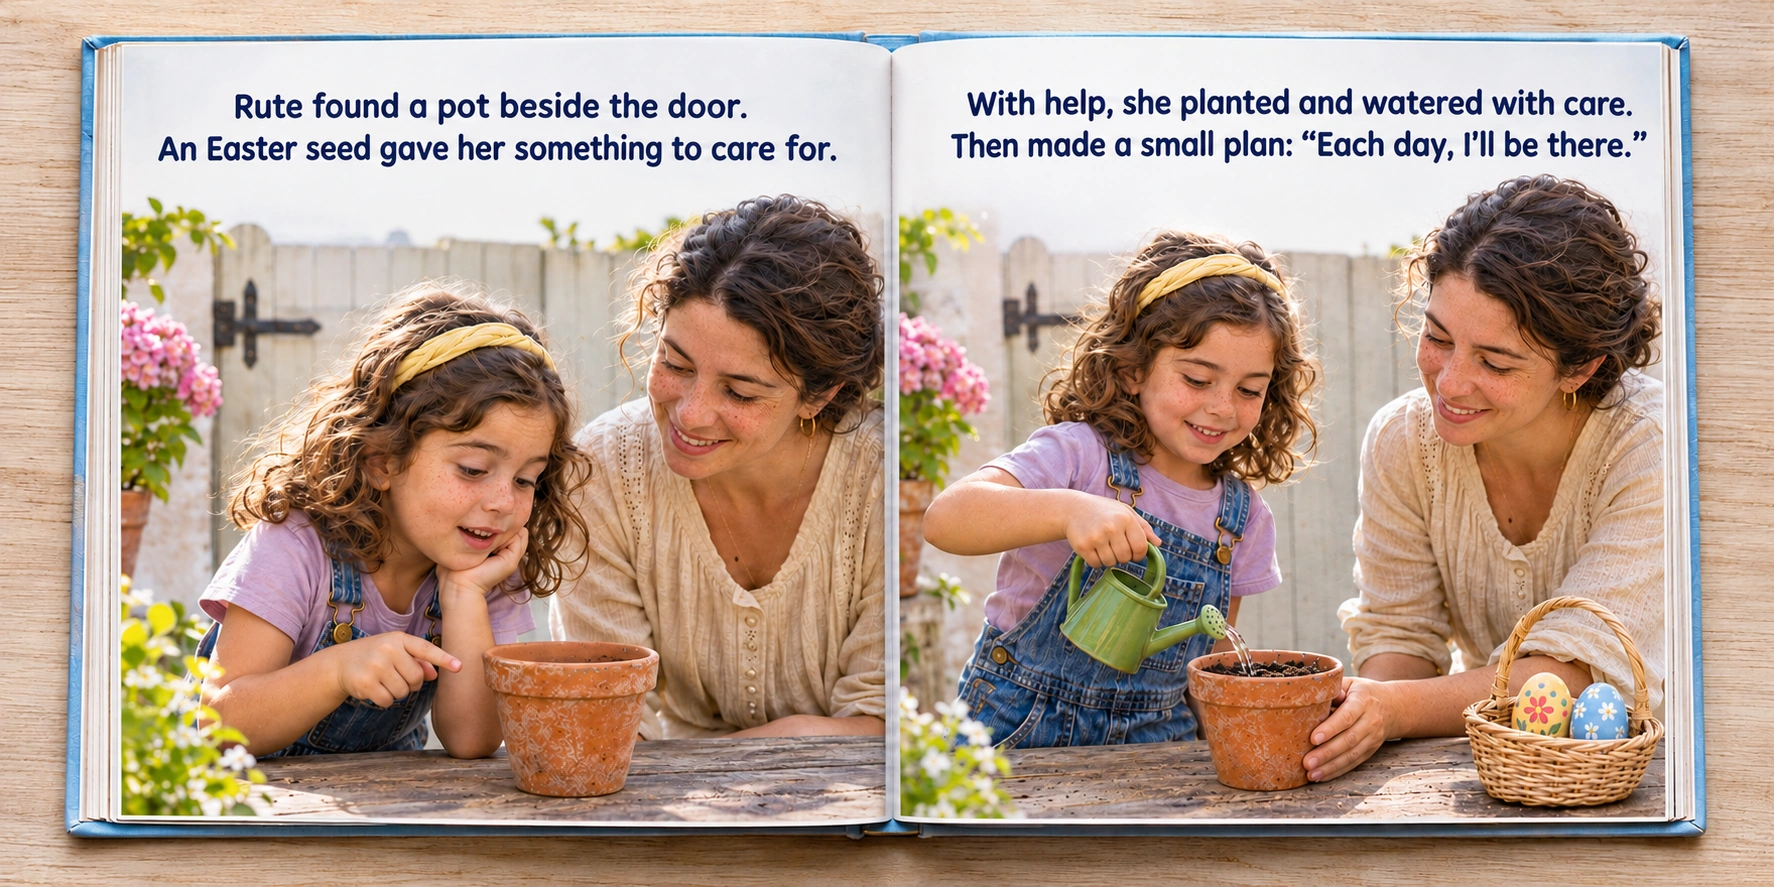 Rute found a pot beside the door.
An Easter seed gave her something to care for.
With help, she planted and watered with care.
Then made a small plan: “Each day, I’ll be there.”